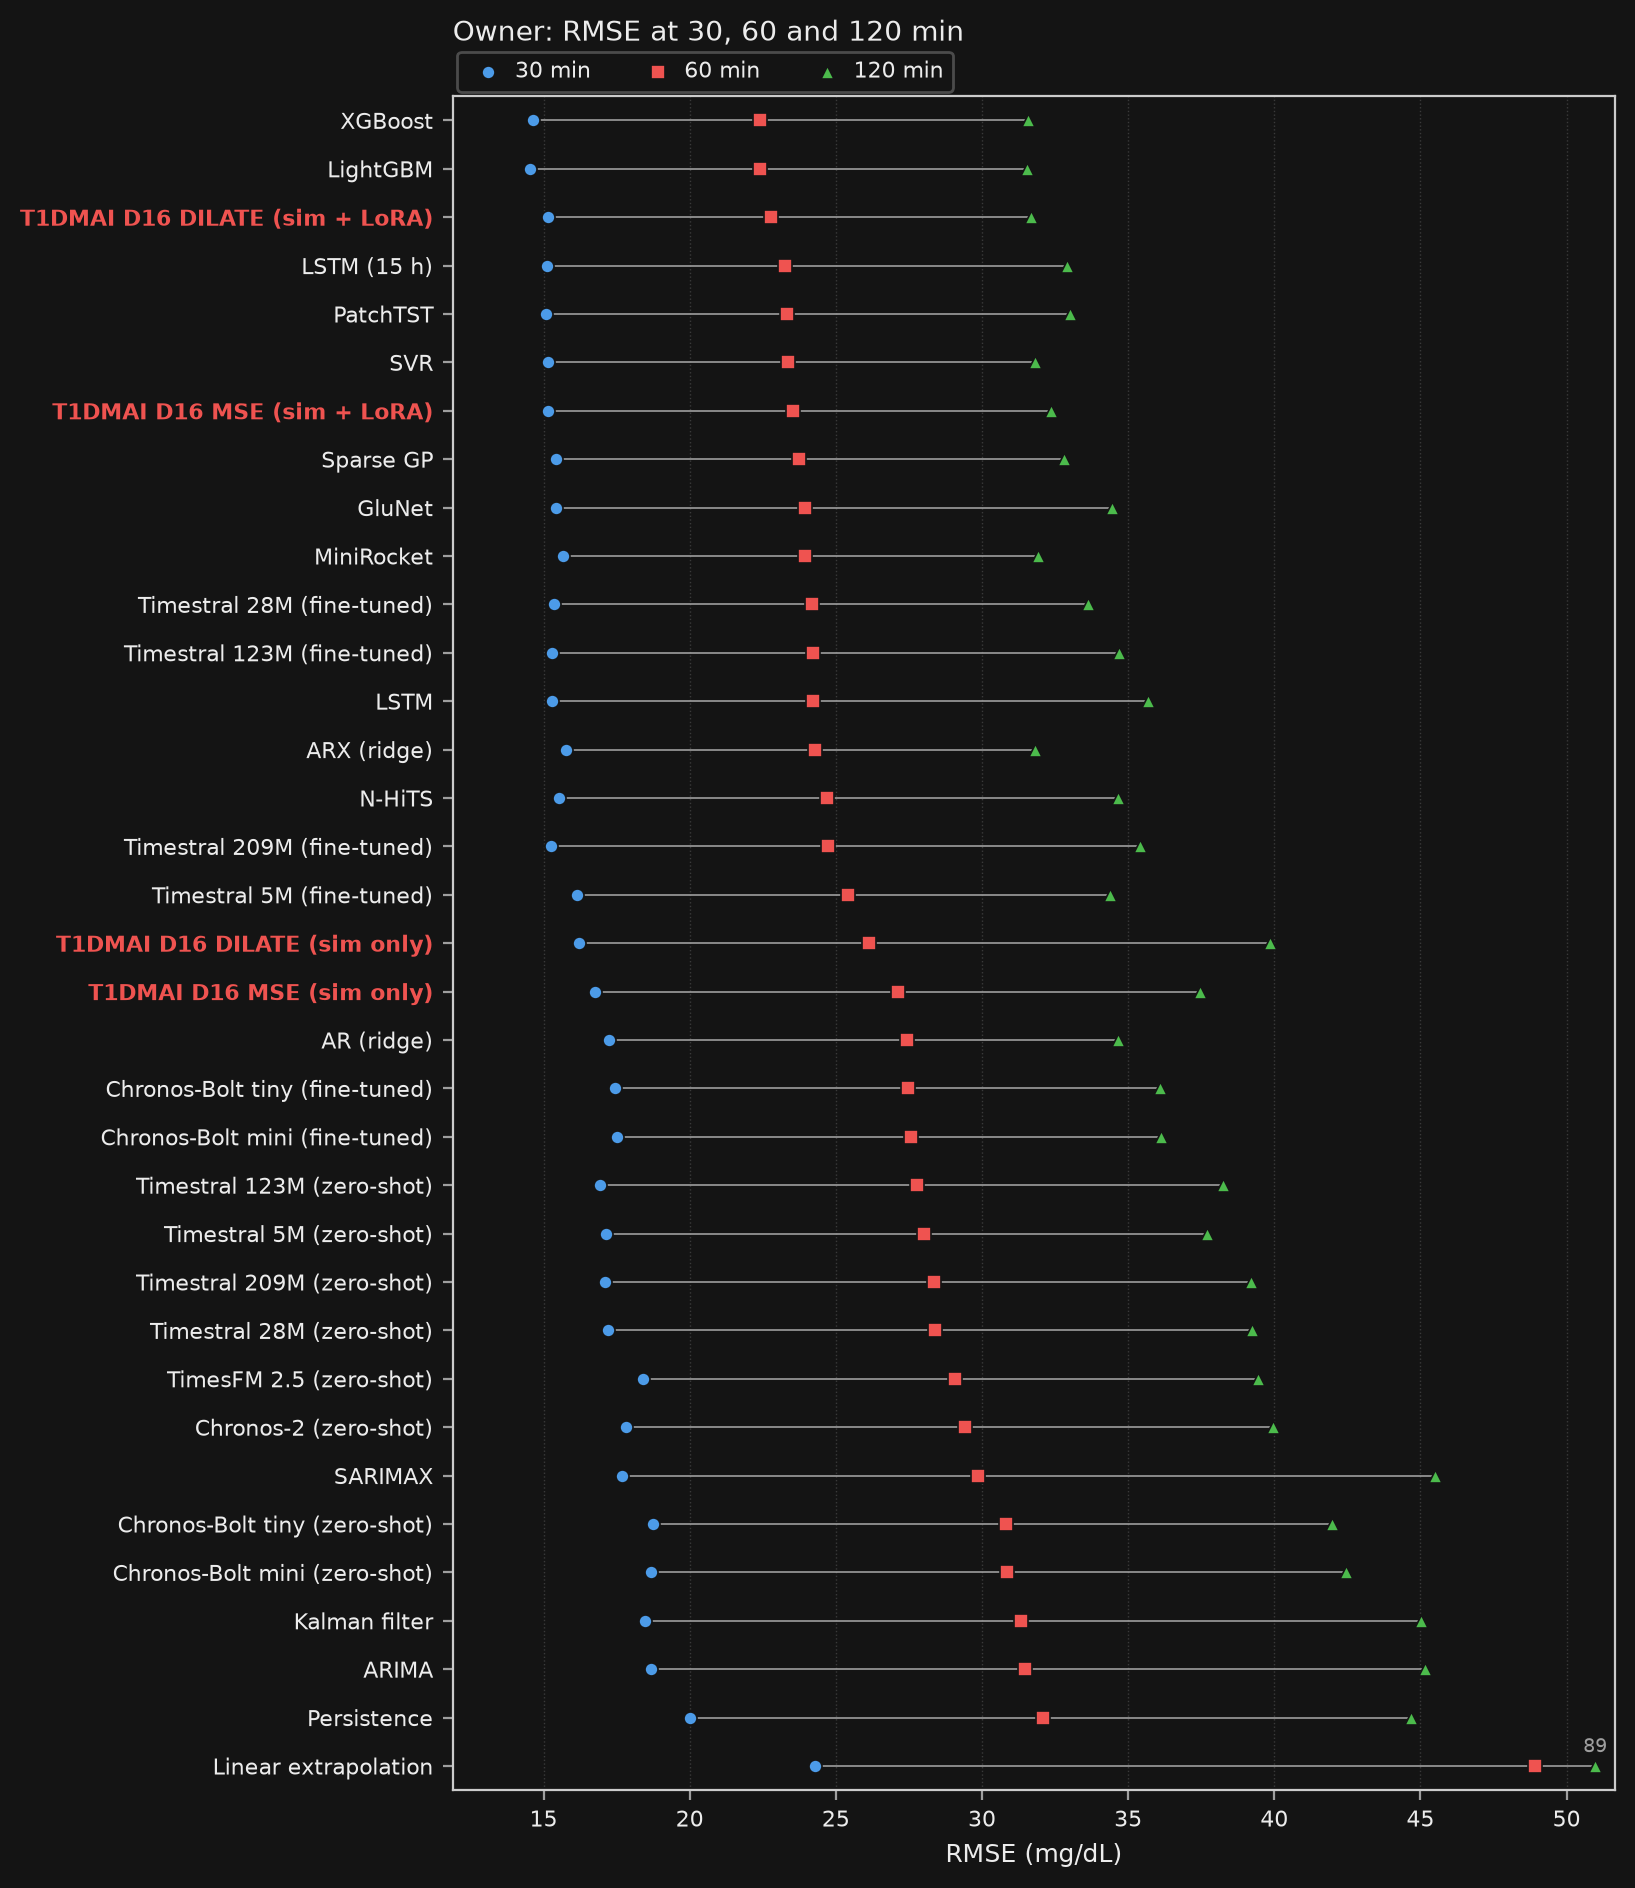 Owner: RMSE at 30, 60 and 120 min
30 min 60 min 120 min
XGBoost
LightGBM
T1DMAI D16 DILATE (sim + LoRA)
LSTM (15 h)
PatchTST
SVR
T1DMAI D16 MSE (sim + LoRA)
Sparse GP
GluNet
MiniRocket
Timestral 28M (fine-tuned)
Timestral 123M (fine-tuned)
LSTM
ARX (ridge)
N-HiTS
Timestral 209M (fine-tuned)
Timestral 5M (fine-tuned)
T1DMAI D16 DILATE (sim only)
T1DMAI D16 MSE (sim only)
AR (ridge)
Chronos-Bolt tiny (fine-tuned)
Chronos-Bolt mini (fine-tuned)
Timestral 123M (zero-shot)
Timestral 5M (zero-shot)
Timestral 209M (zero-shot)
Timestral 28M (zero-shot)
TimesFM 2.5 (zero-shot)
Chronos-2 (zero-shot)
SARIMAX
Chronos-Bolt tiny (zero-shot)
Chronos-Bolt mini (zero-shot)
Kalman filter
ARIMA
Persistence
89
Linear extrapolation
15 20 25 30 35 40 45 50
RMSE (mg/dL)